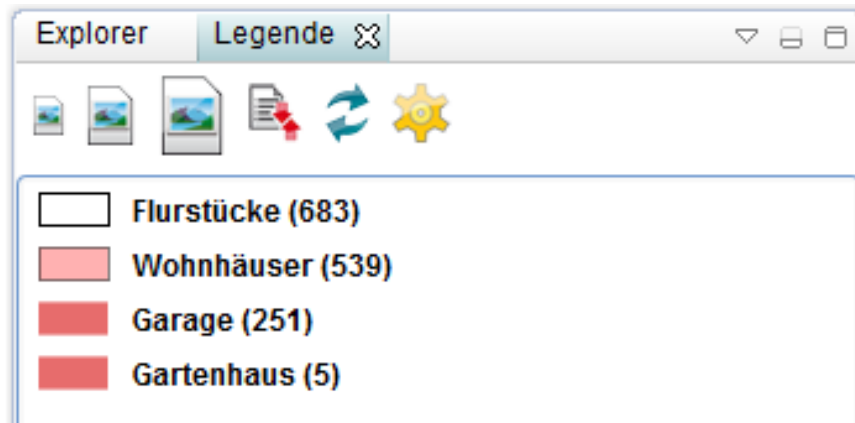 Explorer Legende
Flurstücke (683)
Wohnhäuser (539)
Garage (251)
Gartenhaus (5)